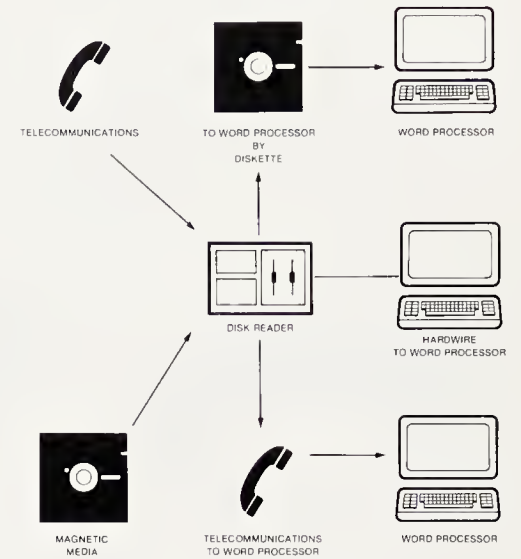 TELECOMMUNICATIONS
TO WORD PROCESSOR
BY
DISKETTE
WORD PROCESSOR
DISK READER
HARDWIRE
TO WORD PROCESSOR
MAGNETIC
MEDIA
TELECOMMUNICATIONS
TO WORD PROCESSOR
WORD PROCESSOR